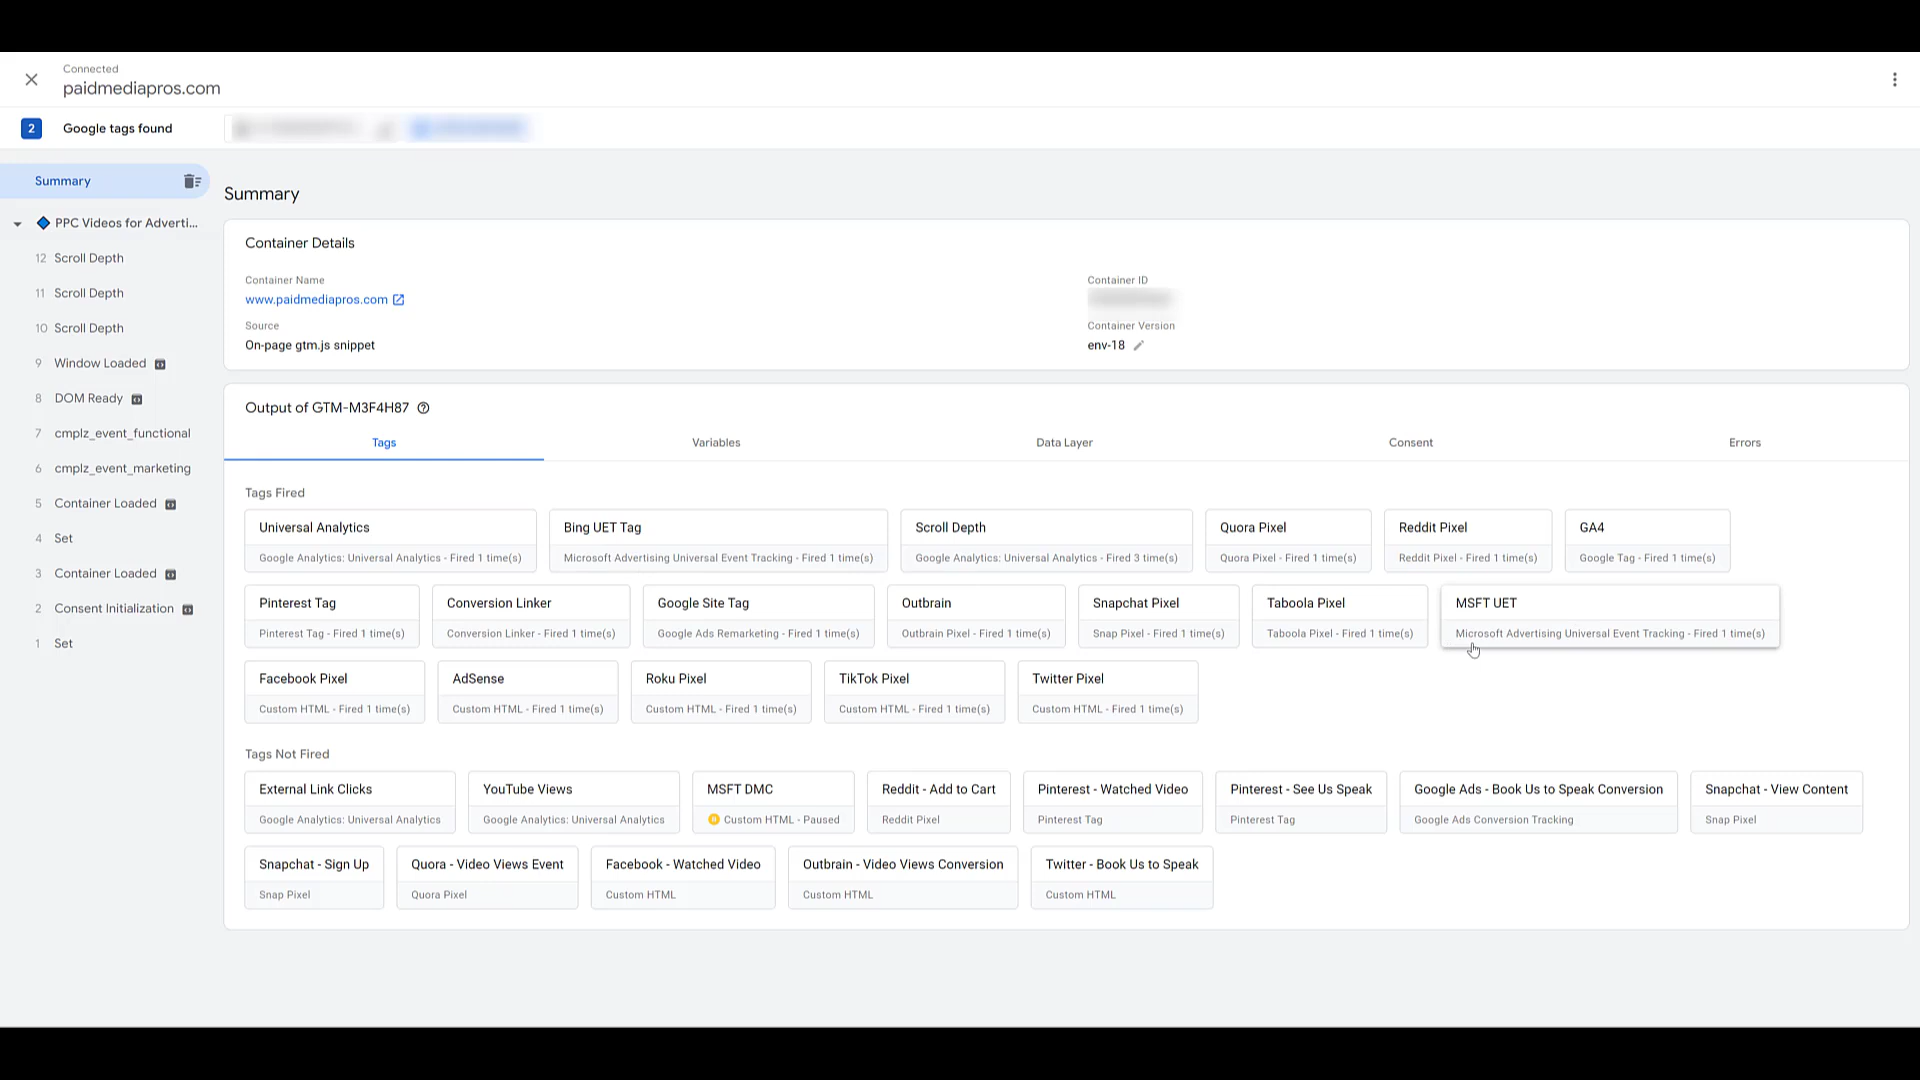 Connected
paidmediapros.com
2 Google tags found
Summary
PPC Videos for Adverti...
12 Scroll Depth
11 Scroll Depth
10 Scroll Depth
9 Window Loaded
8 DOM Ready
7 cmplz_event_functional
6 cmplz_event_marketing
5 Container Loaded
4 Set
3 Container Loaded
2 Consent Initialization
1 Set
Summary
Container Details
Container Name
www.paidmediapros.com
Container ID
Source
On-page gtm.js snippet
Container Version
env-18
Output of GTM-M3F4H87
Tags Variables Data Layer Consent Errors
Tags Fired
Universal Analytics
Google Analytics: Universal Analytics - Fired 1 time(s)
Bing UET Tag
Microsoft Advertising Universal Event Tracking - Fired 1 time(s)
Scroll Depth
Google Analytics: Universal Analytics - Fired 3 time(s)
Quora Pixel
Quora Pixel - Fired 1 time(s)
Reddit Pixel
Reddit Pixel - Fired 1 time(s)
GA4
Google Tag - Fired 1 time(s)
Pinterest Tag
Pinterest Tag - Fired 1 time(s)
Conversion Linker
Conversion Linker - Fired 1 time(s)
Google Site Tag
Google Ads Remarketing - Fired 1 time(s)
Outbrain
Outbrain Pixel - Fired 1 time(s)
Snapchat Pixel
Snap Pixel - Fired 1 time(s)
Taboola Pixel
Taboola Pixel - Fired 1 time(s)
MSFT UET
Microsoft Advertising Universal Event Tracking - Fired 1 time(s)
Facebook Pixel
Custom HTML - Fired 1 time(s)
AdSense
Custom HTML - Fired 1 time(s)
Roku Pixel
Custom HTML - Fired 1 time(s)
TikTok Pixel
Custom HTML - Fired 1 time(s)
Twitter Pixel
Custom HTML - Fired 1 time(s)
Tags Not Fired
External Link Clicks
Google Analytics: Universal Analytics
YouTube Views
Google Analytics: Universal Analytics
MSFT DMC
Custom HTML - Paused
Reddit - Add to Cart
Reddit Pixel
Pinterest - Watched Video
Pinterest Tag
Pinterest - See Us Speak
Pinterest Tag
Google Ads - Book Us to Speak Conversion
Google Ads Conversion Tracking
Snapchat - View Content
Snap Pixel
Snapchat - Sign Up
Snap Pixel
Quora - Video Views Event
Quora Pixel
Facebook - Watched Video
Custom HTML
Outbrain - Video Views Conversion
Custom HTML
Twitter - Book Us to Speak
Custom HTML